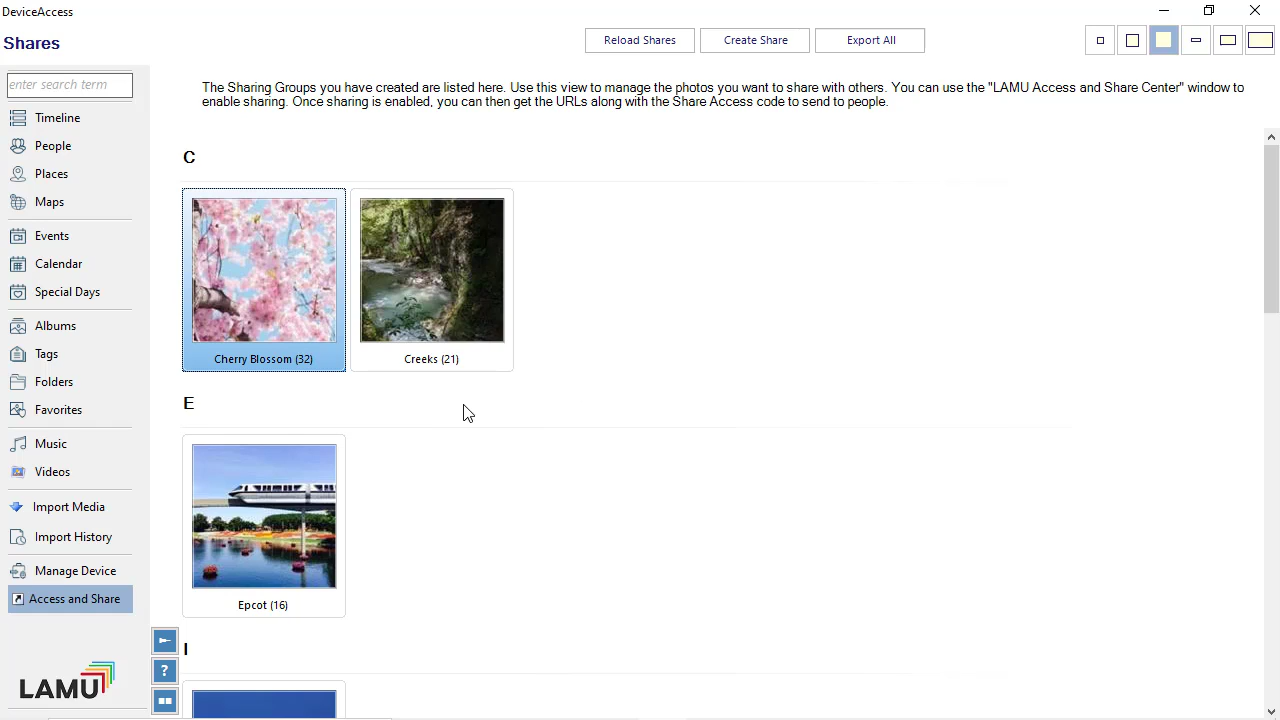 DeviceAccess
Shares
Reload Shares
Create Share
Export All
enter search term
Timeline
People
Places
Maps
Events
Calendar
Special Days
Albums
Tags
Folders
Favorites
Music
Videos
Import Media
Import History
Manage Device
Access and Share
LAMU
The Sharing Groups you have created are listed here. Use this view to manage the photos you want to share with others. You can use the "LAMU Access and Share Center" window to
enable sharing. Once sharing is enabled, you can then get the URLs along with the Share Access code to send to people.
C
Cherry Blossom (32)
Creeks (21)
E
Epcot (16)
?
I